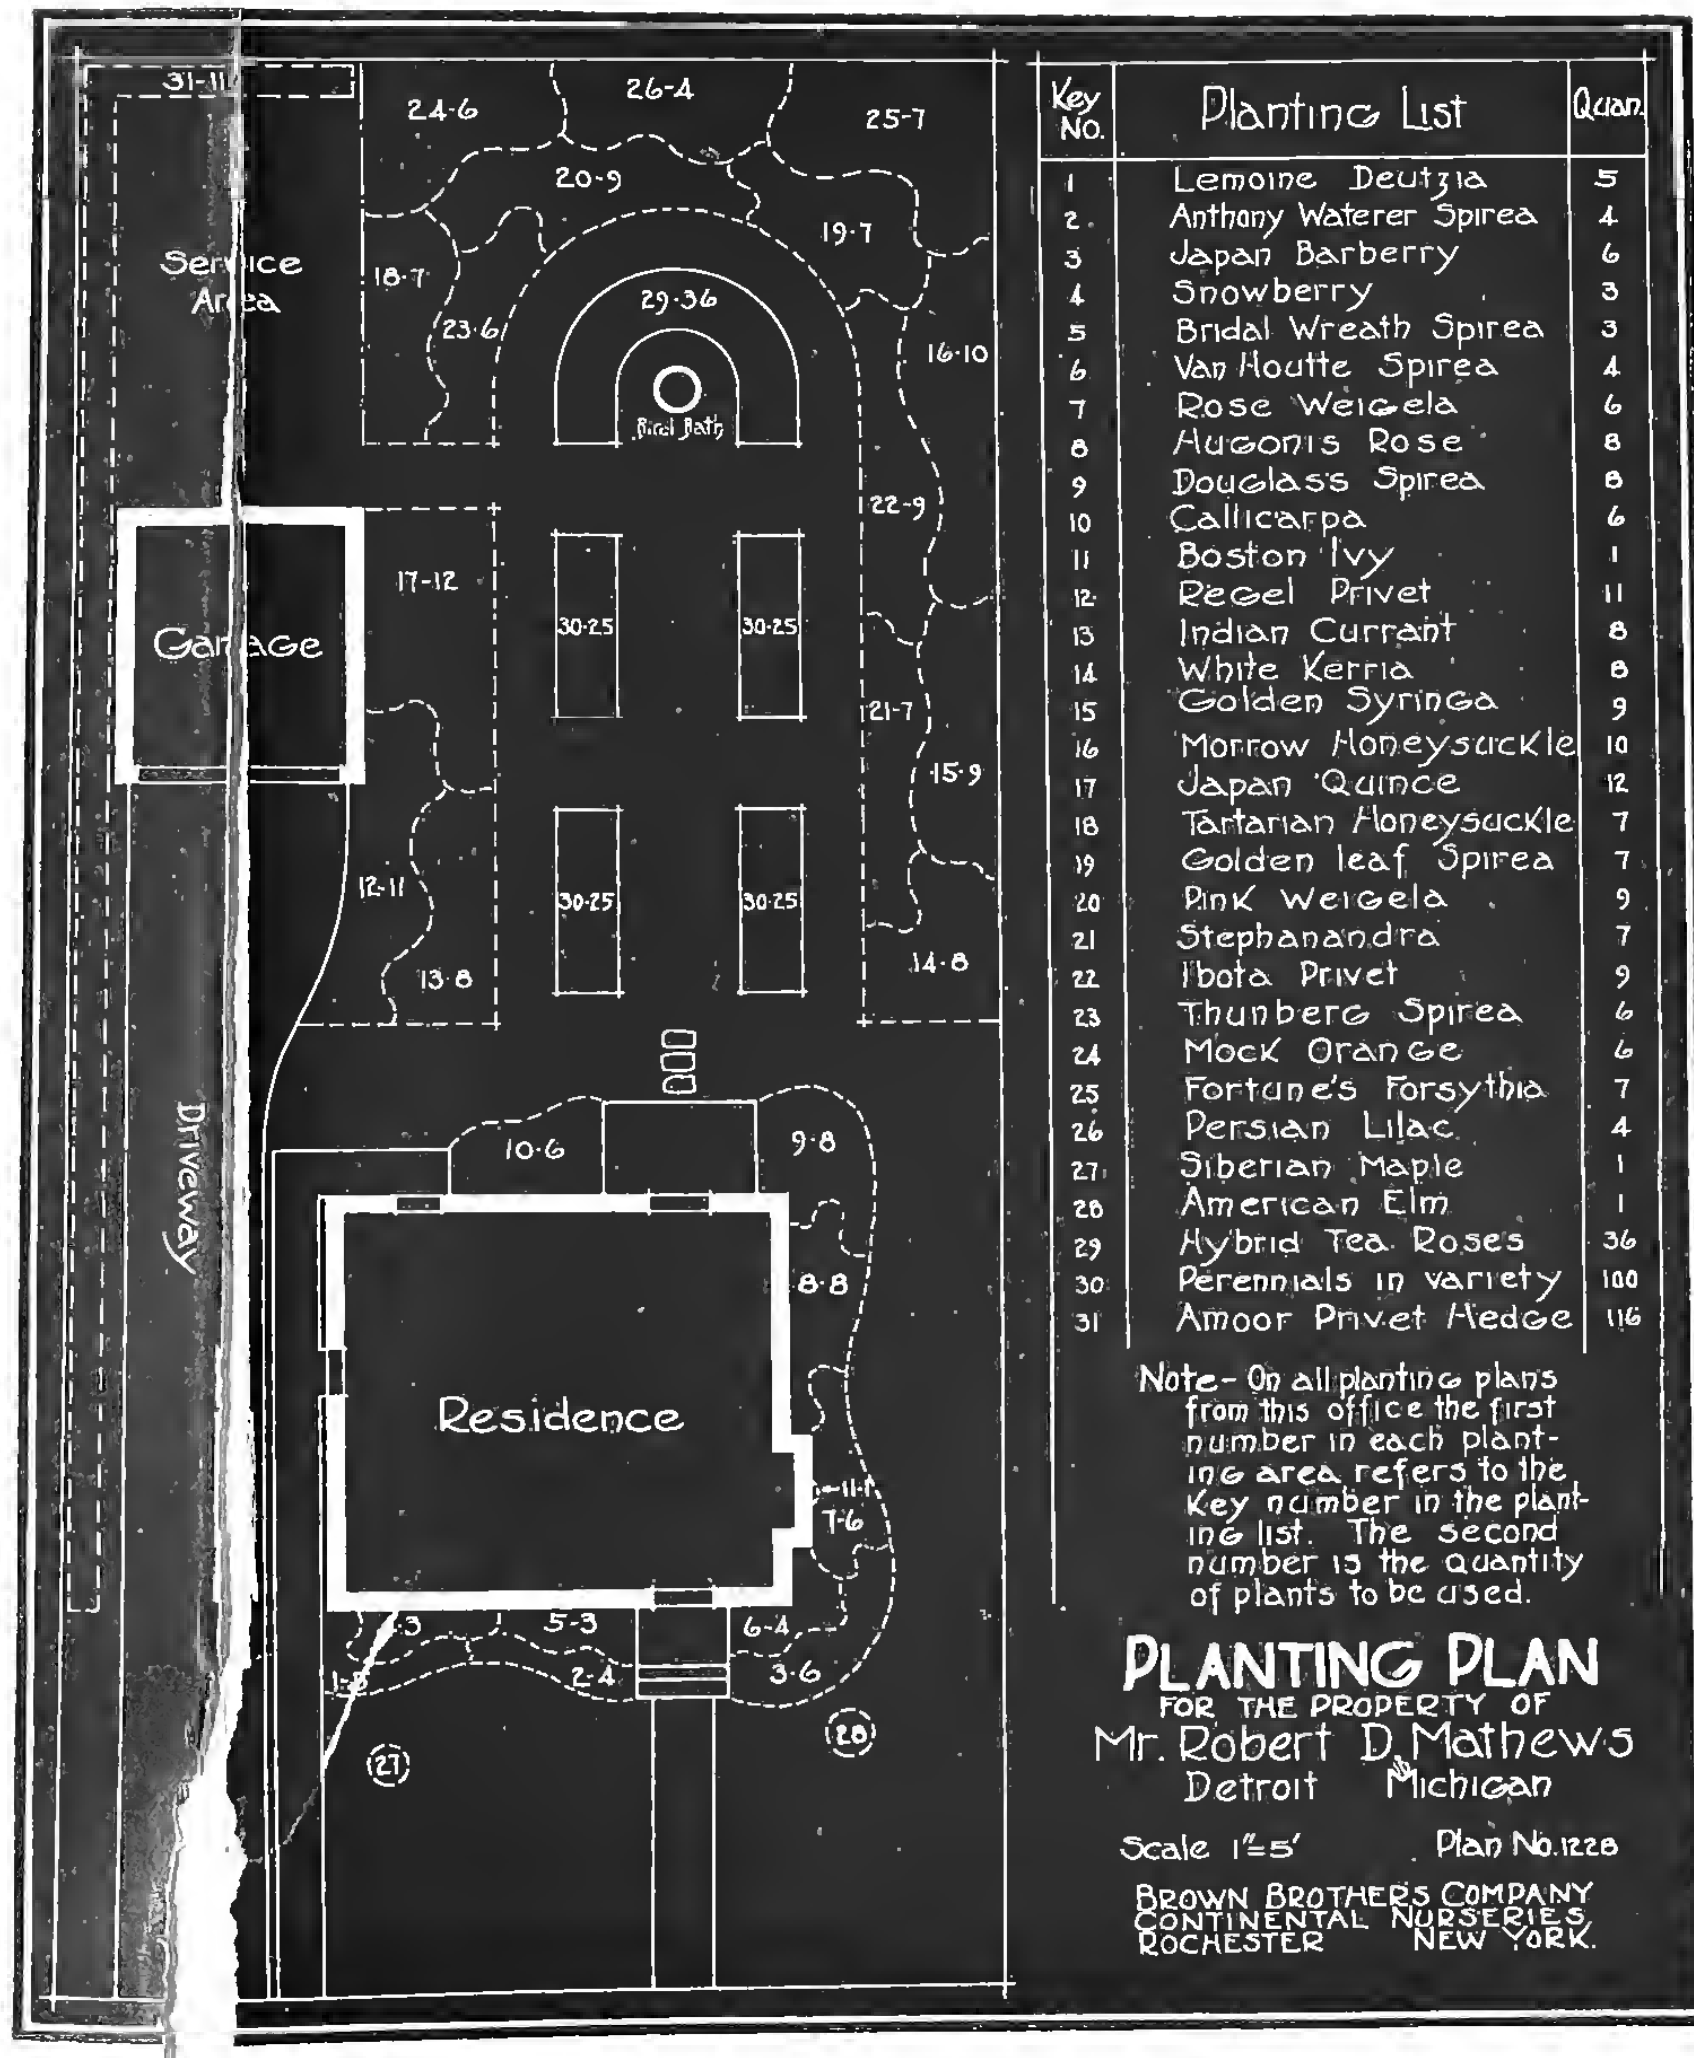 31-11
24-6
26-4
25-7
20-9
19-7
Service
Area
18-7
23-6
29-36
16-10
Bird Bath
22-9
17-12
30-25
30-25
Garage
21-7
15-9
12-11
30-25
30-25
13-8
14-8
Driveway
10-6
9-8
8-8
Residence
11-1
7-6
5-3
6-4
2-4
3-6
27
28
Key No. Planting List Quan.
1 Lemoine Deutzia 5
2 Anthony Waterer Spirea 4
3 Japan Barberry 6
4 Snowberry 3
5 Bridal Wreath Spirea 3
6 Van Houtte Spirea 4
7 Rose Weigela 6
8 Hugonis Rose 8
9 Douglass Spirea 8
10 Callicarpa 6
11 Boston Ivy 1
12 Regel Privet 11
13 Indian Currant 8
14 White Kerria 8
15 Golden Syringa 9
16 Morrow Honeysuckle 10
17 Japan Quince 12
18 Tartarian Honeysuckle 7
19 Golden leaf Spirea 7
20 Pink Weigela 9
21 Stephanandra 7
22 Ibota Privet 9
23 Thunberg Spirea 6
24 Mock Orange 6
25 Fortune's Forsythia 7
26 Persian Lilac 4
27 Siberian Maple 1
28 American Elm 1
29 Hybrid Tea Roses 36
30 Perennials in variety 100
31 Amoor Privet Hedge 116
Note- On all planting plans
from this office the first
number in each plant-
ing area refers to the
Key number in the plant-
ing list. The second
number is the quantity
of plants to be used.
PLANTING PLAN
FOR THE PROPERTY OF
Mr. Robert D. Mathews
Detroit Michigan
Scale 1"=5' Plan No. 1228
BROWN BROTHERS COMPANY
CONTINENTAL NURSERIES
ROCHESTER NEW YORK.